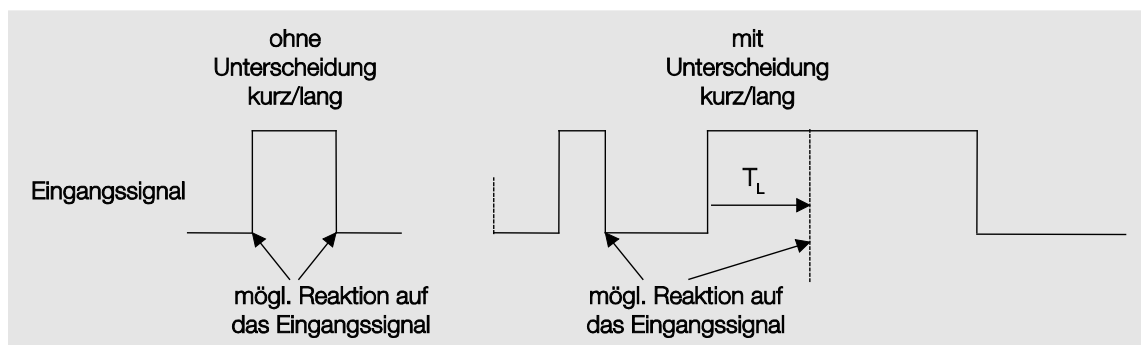 ohne
Unterscheidung
kurz/lang
mit
Unterscheidung
kurz/lang
Eingangssignal
T_L
mögl. Reaktion auf
das Eingangssignal
mögl. Reaktion auf
das Eingangssignal